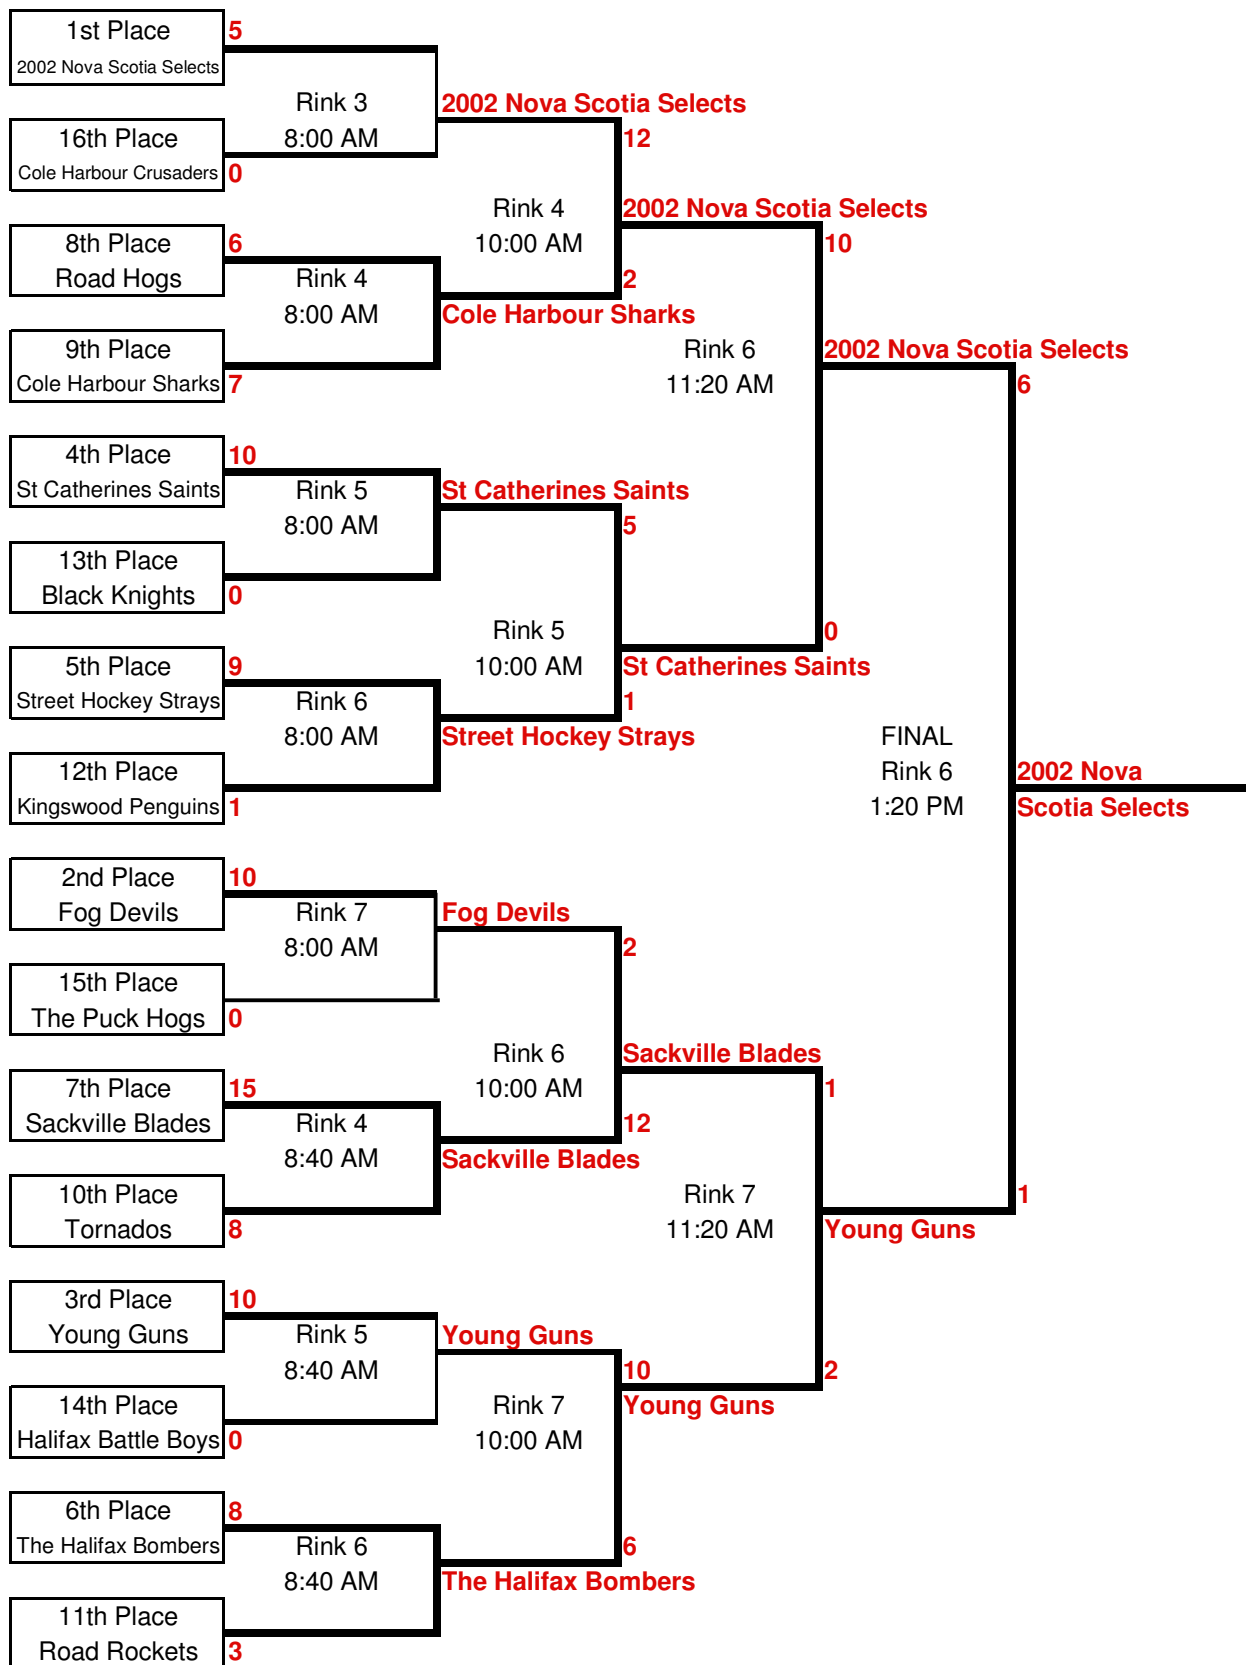 1st Place
5
2002 Nova Scotia Selects
Rink 3
8:00 AM
2002 Nova Scotia Selects
12
16th Place
Cole Harbour Crusaders
0
Rink 4
10:00 AM
2002 Nova Scotia Selects
10
8th Place
6
Road Hogs
Rink 4
8:00 AM
2
Cole Harbour Sharks
9th Place
Cole Harbour Sharks
7
Rink 6
11:20 AM
2002 Nova Scotia Selects
6
4th Place
10
St Catherines Saints
Rink 5
8:00 AM
St Catherines Saints
5
13th Place
Black Knights
0
Rink 5
10:00 AM
0
St Catherines Saints
5th Place
9
Street Hockey Strays
Rink 6
8:00 AM
1
Street Hockey Strays
12th Place
Kingswood Penguins
1
FINAL
Rink 6
1:20 PM
2002 Nova
Scotia Selects
2nd Place
10
Fog Devils
Rink 7
8:00 AM
Fog Devils
2
15th Place
The Puck Hogs
0
Rink 6
10:00 AM
Sackville Blades
1
7th Place
15
Sackville Blades
Rink 4
8:40 AM
12
Sackville Blades
10th Place
Tornados
8
Rink 7
11:20 AM
1
Young Guns
3rd Place
10
Young Guns
Rink 5
8:40 AM
Young Guns
10
2
Young Guns
14th Place
Halifax Battle Boys
0
Rink 7
10:00 AM
6th Place
8
The Halifax Bombers
Rink 6
8:40 AM
6
The Halifax Bombers
11th Place
Road Rockets
3